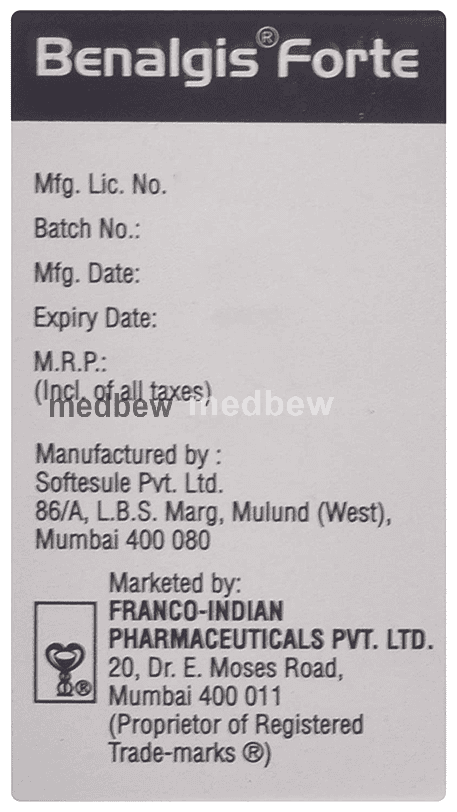 Benalgis® Forte
Mfg. Lic. No.
Batch No.:
Mfg. Date:
Expiry Date:
M.R.P.:
(Incl. of all taxes)
medbew medbew
Manufactured by :
Softesule Pvt. Ltd.
86/A, L.B.S. Marg, Mulund (West),
Mumbai 400 080
Marketed by:
FRANCO-INDIAN
PHARMACEUTICALS PVT. LTD.
20, Dr. E. Moses Road,
®
Mumbai 400 011
(Proprietor of Registered
Trade-marks ®)